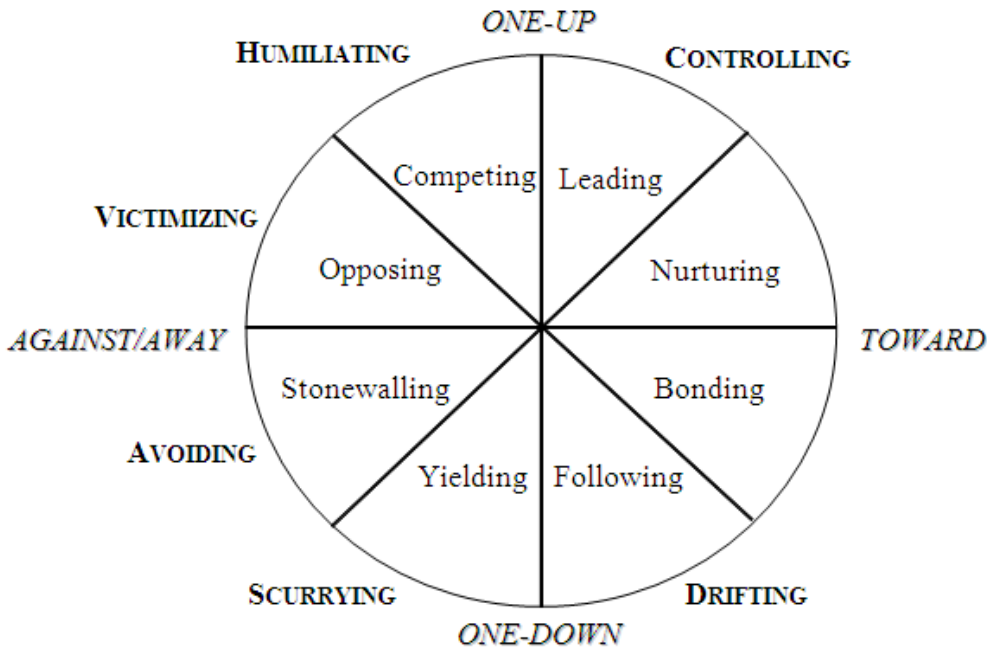 ONE-UP
HUMILIATING
CONTROLLING
Competing
Leading
VICTIMIZING
Opposing
Nurturing
AGAINST/AWAY
TOWARD
Stonewalling
Bonding
AVOIDING
Yielding
Following
SCURRYING
DRIFTING
ONE-DOWN